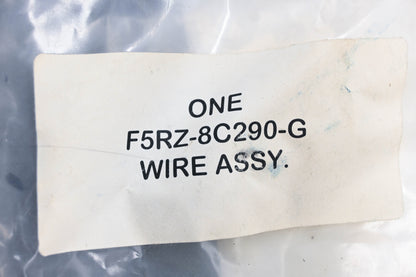 ONE
F5RZ-8C290-G
WIRE ASSY.